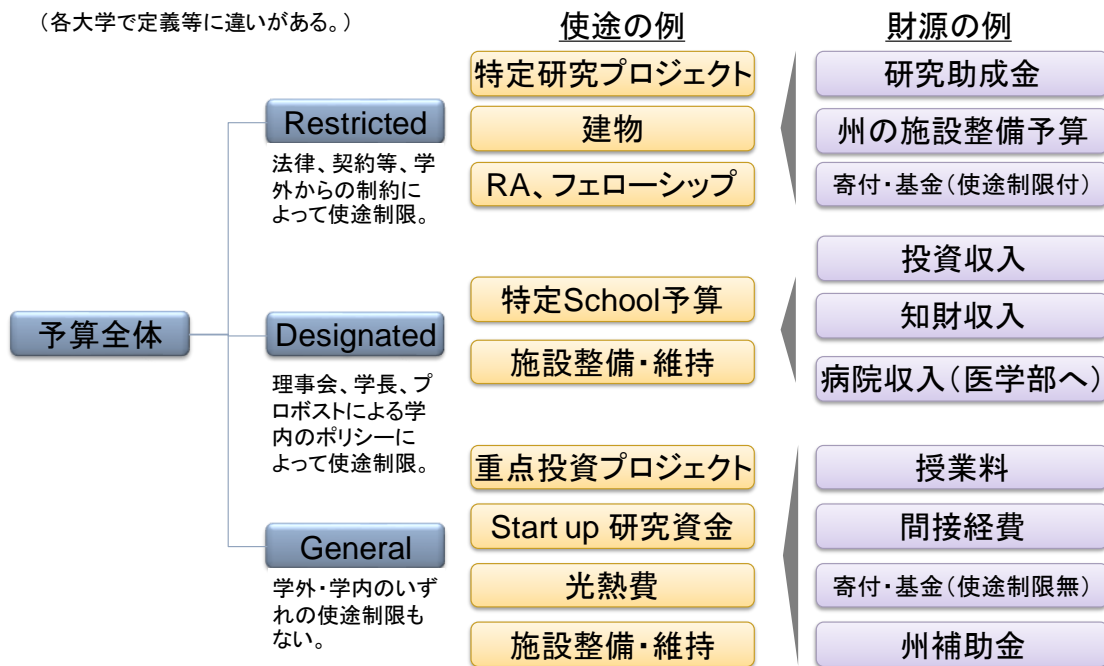 （各大学で定義等に違いがある。）
使途の例
財源の例
予算全体
Restricted
法律、契約等、学
外からの制約に
よって使途制限。
特定研究プロジェクト
建物
RA、フェローシップ
研究助成金
州の施設整備予算
寄付・基金（使途制限付）
Designated
理事会、学長、プ
ロボストによる学
内のポリシーに
よって使途制限。
特定School予算
施設整備・維持
投資収入
知財収入
病院収入（医学部へ）
General
学外・学内のいず
れの使途制限も
ない。
重点投資プロジェクト
Start up 研究資金
光熱費
施設整備・維持
授業料
間接経費
寄付・基金（使途制限無）
州補助金